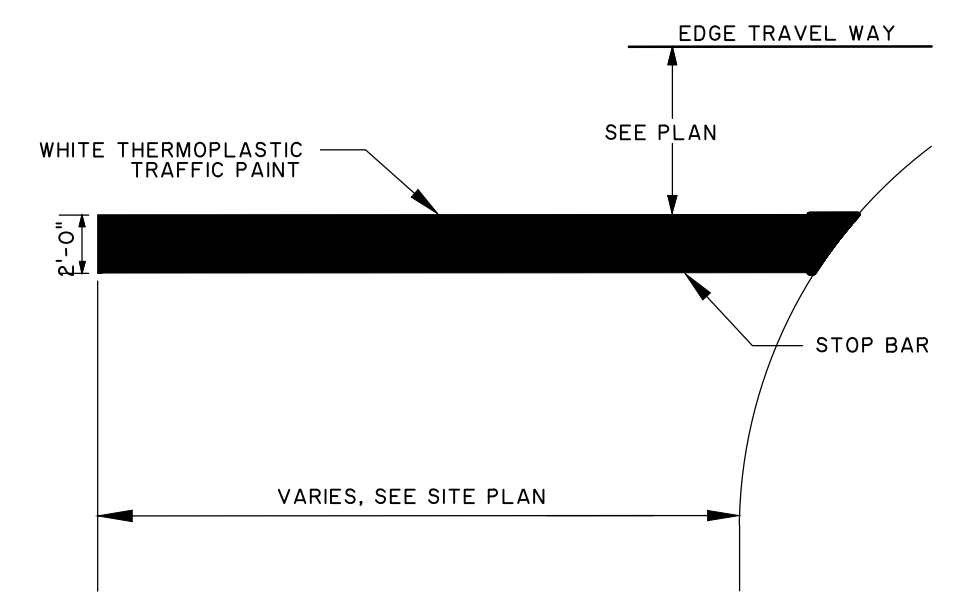 EDGE TRAVEL WAY
SEE PLAN
WHITE THERMOPLASTIC
TRAFFIC PAINT
2'-0"
STOP BAR
VARIES, SEE SITE PLAN